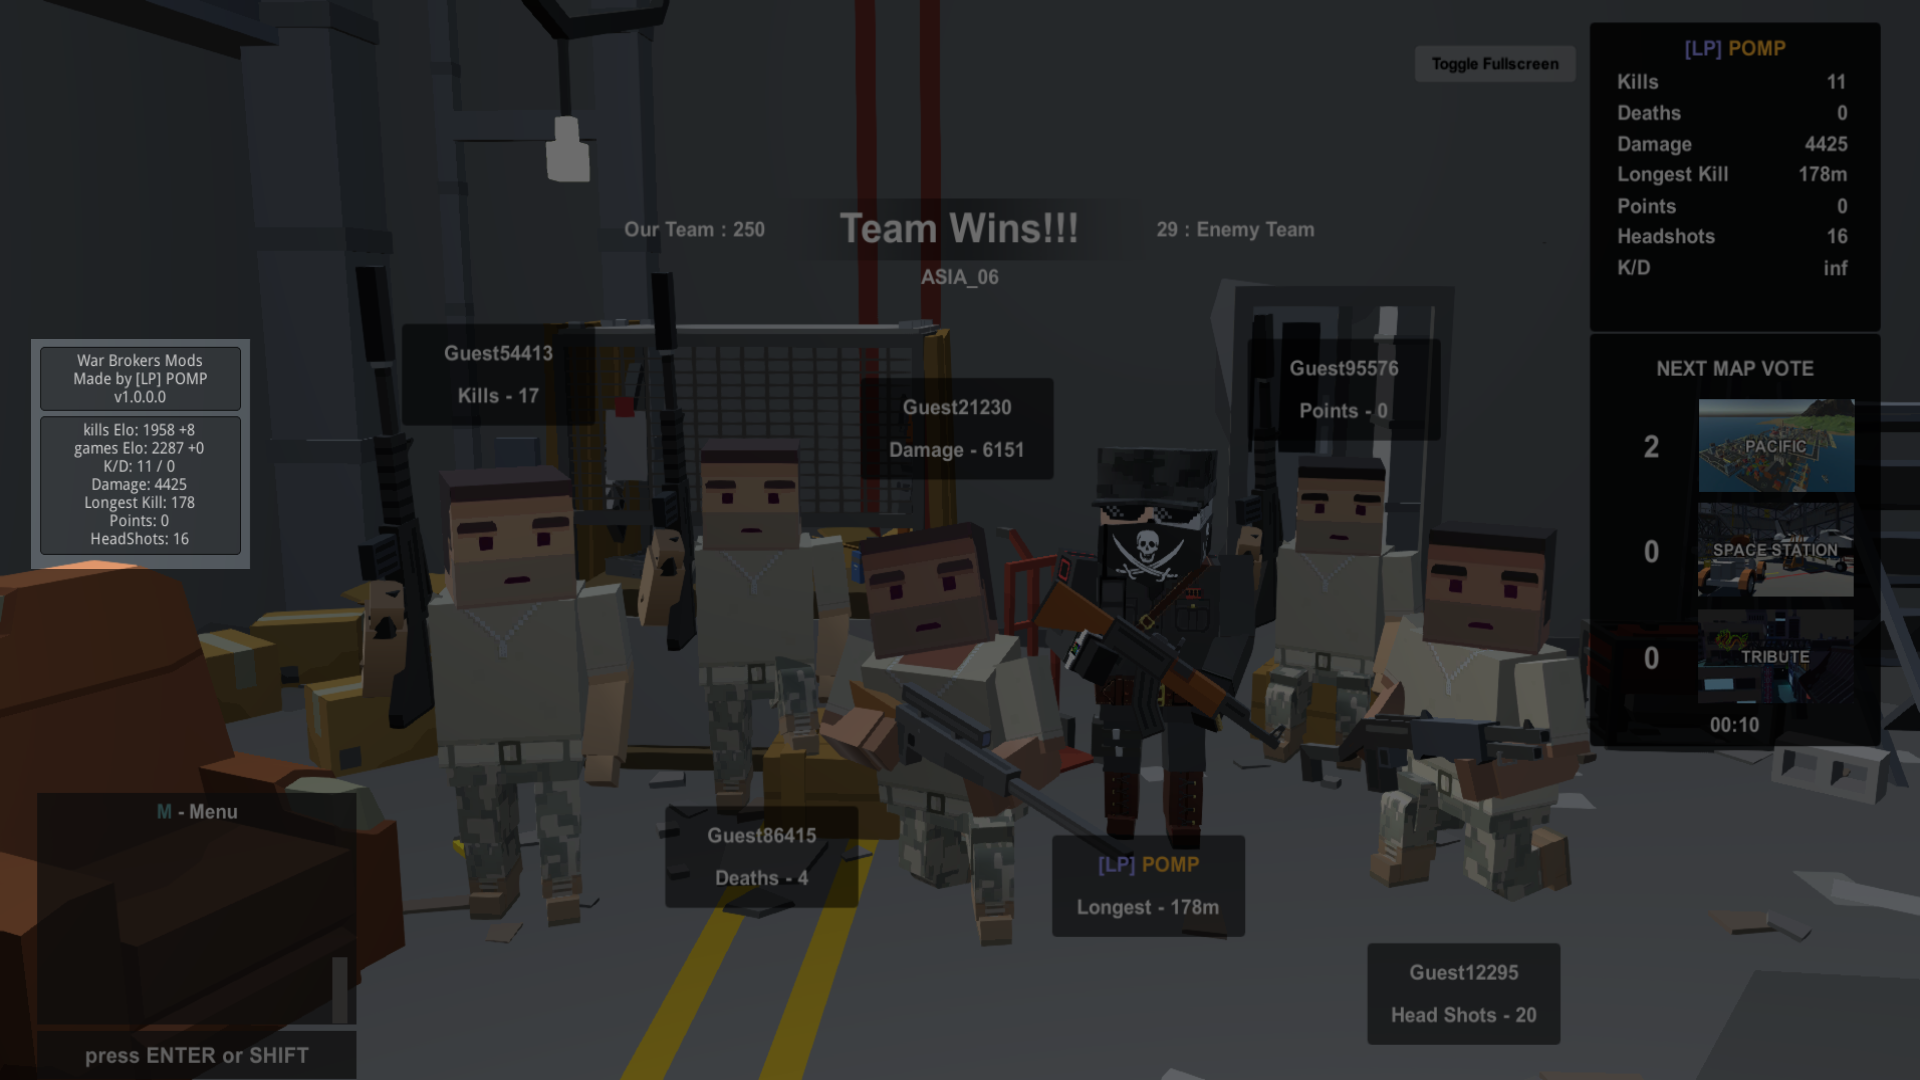 Toggle Fullscreen
[LP] POMP
Kills 11
Deaths 0
Damage 4425
Longest Kill 178m
Points 0
Headshots 16
K/D inf
Our Team : 250
Team Wins!!!
29 : Enemy Team
ASIA_06
War Brokers Mods
Made by [LP] POMP
v1.0.0.0
kills Elo: 1958 +8
games Elo: 2287 +0
K/D: 11 / 0
Damage: 4425
Longest Kill: 178
Points: 0
HeadShots: 16
Guest54413
Kills - 17
Guest21230
Damage - 6151
Guest95576
Points - 0
NEXT MAP VOTE
2 PACIFIC
0 SPACE STATION
0 TRIBUTE
00:10
M - Menu
Guest86415
Deaths - 4
[LP] POMP
Longest - 178m
Guest12295
Head Shots - 20
press ENTER or SHIFT